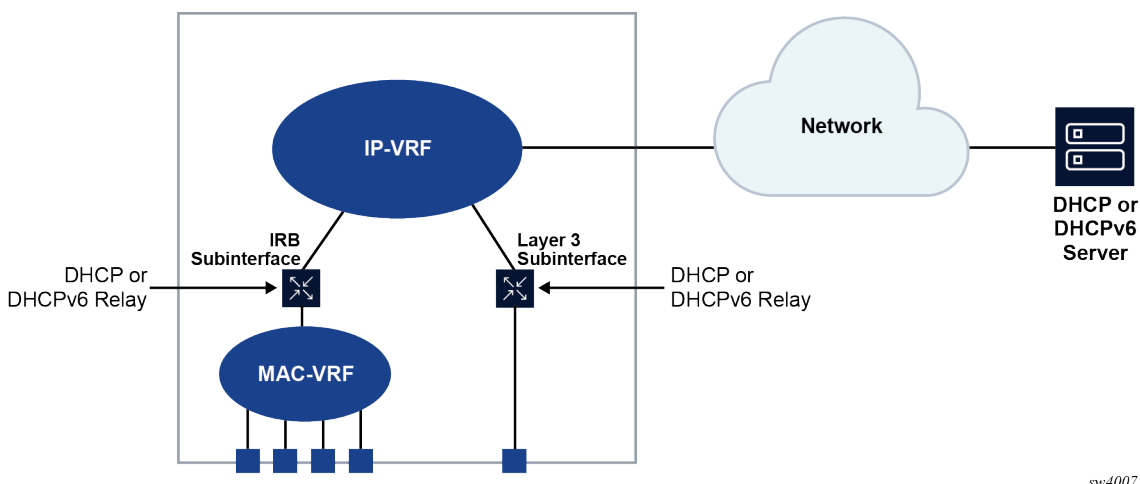 IP-VRF
Network
DHCP or
DHCPv6
Server
IRB
Subinterface
Layer 3
Subinterface
DHCP or
DHCPv6 Relay
DHCP or
DHCPv6 Relay
MAC-VRF
sw4007